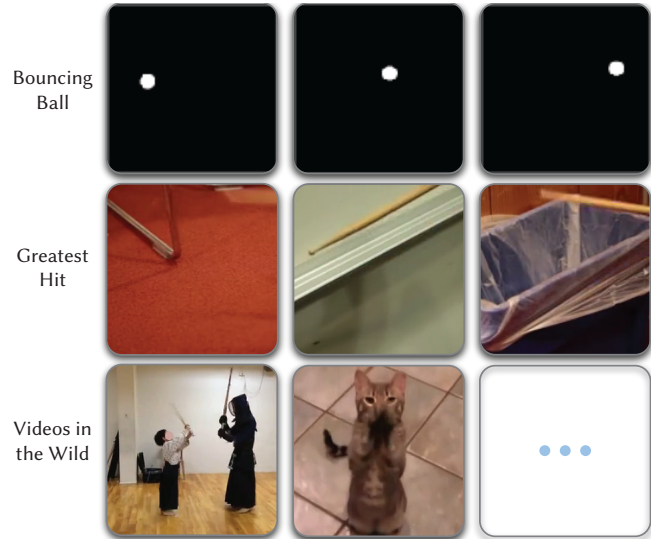 Bouncing
Ball
Greatest
Hit
Videos in
the Wild